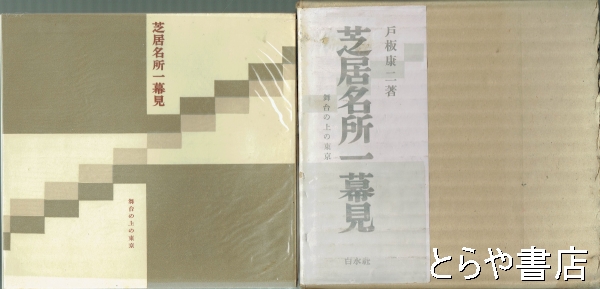 芝居名所一幕見
舞台の上の東京
戸板康二著
芝居名所一幕見
舞台の上の東京
白水社
とらや書店